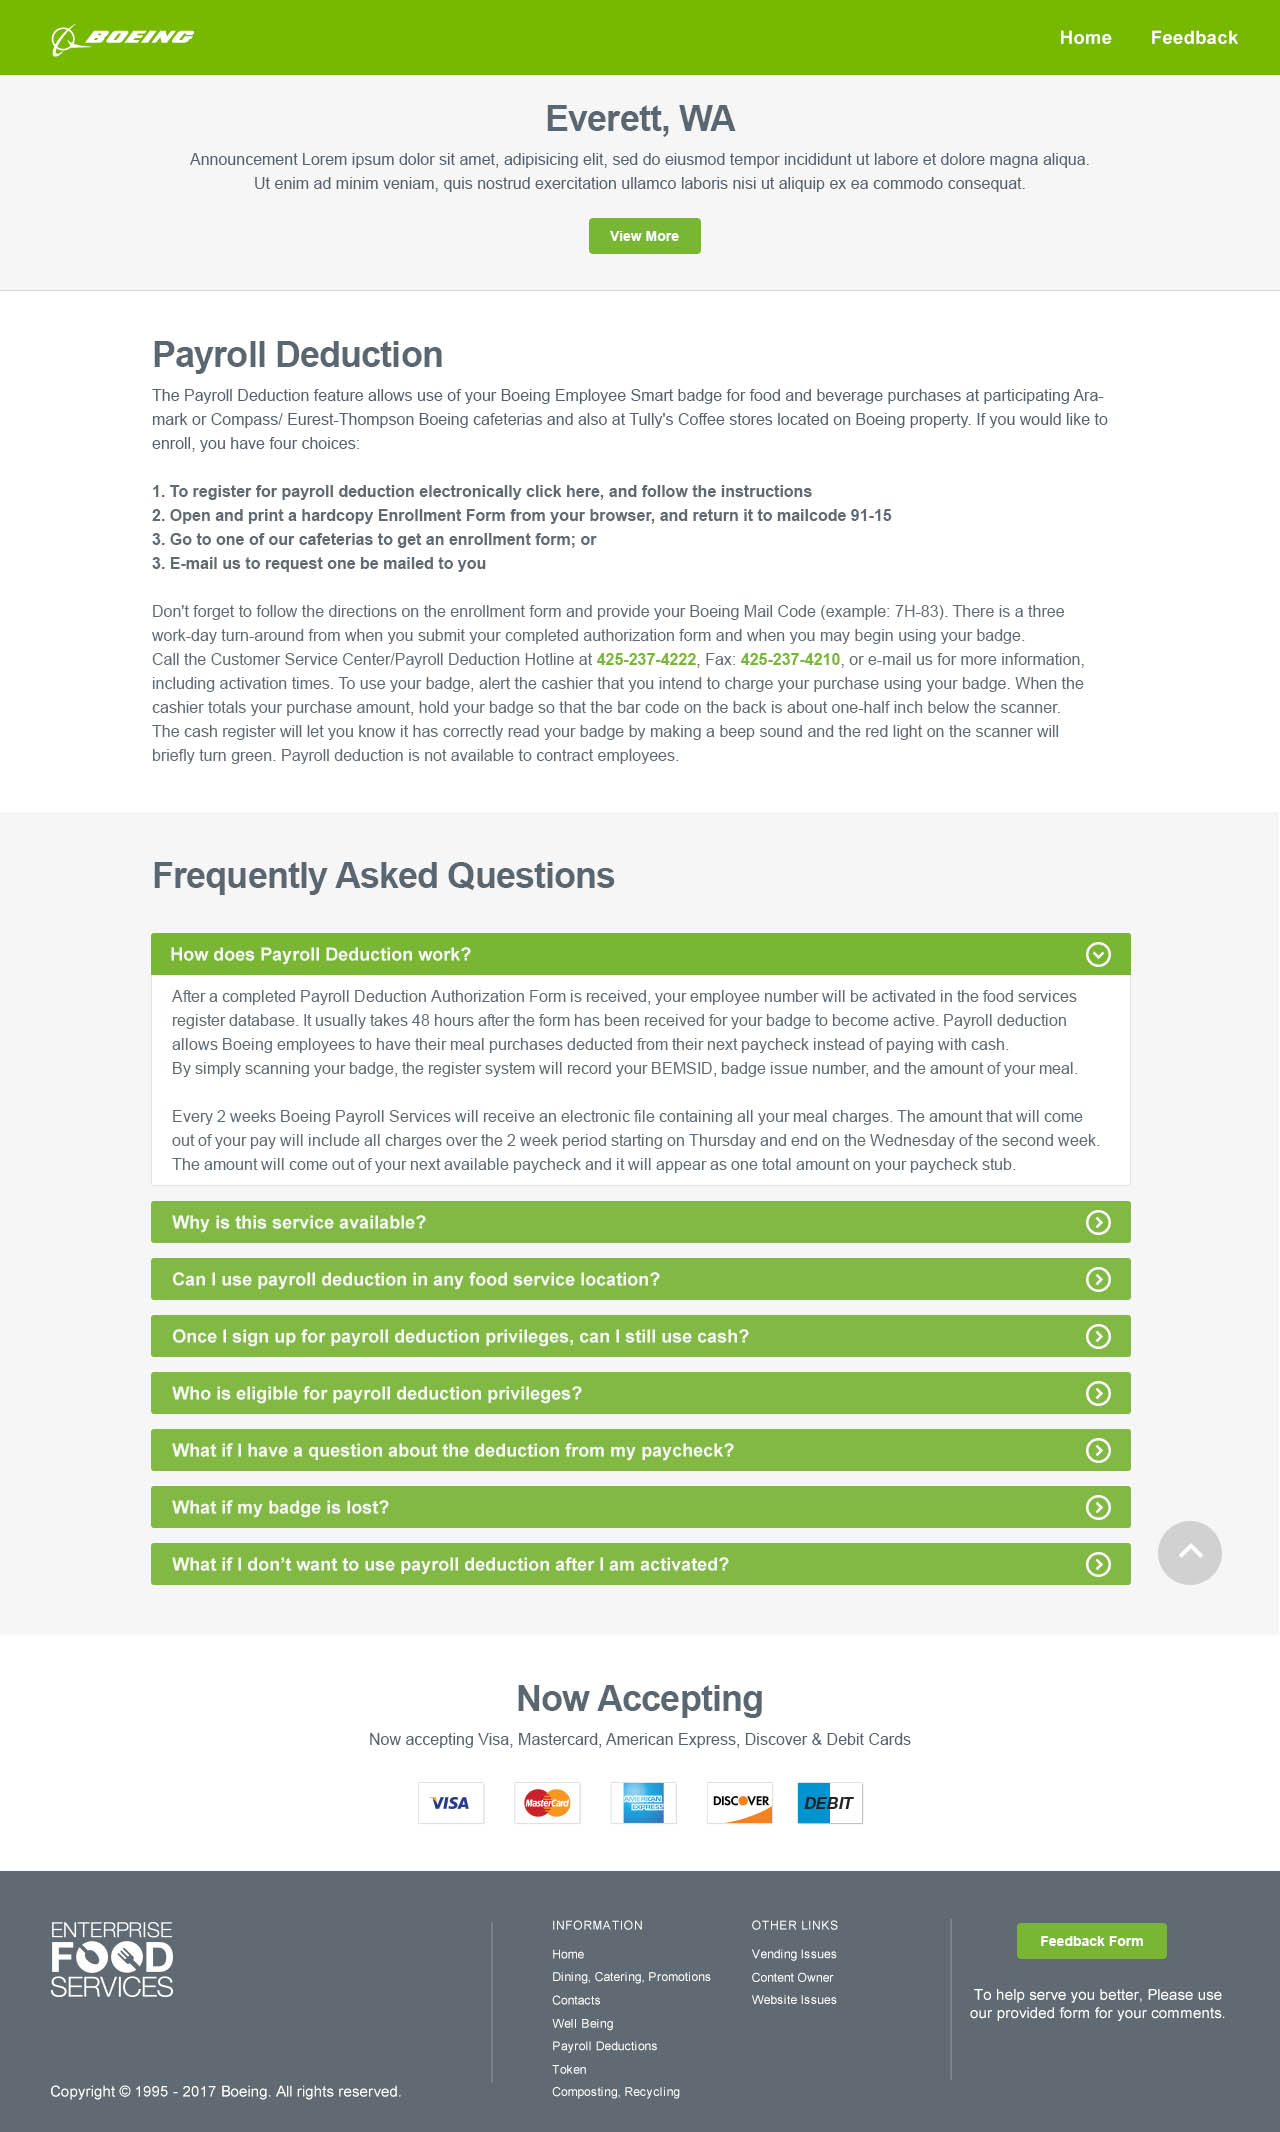 BOEING
Home
Feedback
Everett, WA
Announcement Lorem ipsum dolor sit amet, adipisicing elit, sed do eiusmod tempor incididunt ut labore et dolore magna aliqua.
Ut enim ad minim veniam, quis nostrud exercitation ullamco laboris nisi ut aliquip ex ea commodo consequat.
View More
Payroll Deduction
The Payroll Deduction feature allows use of your Boeing Employee Smart badge for food and beverage purchases at participating Ara-
mark or Compass/ Eurest-Thompson Boeing cafeterias and also at Tully's Coffee stores located on Boeing property. If you would like to
enroll, you have four choices:
1. To register for payroll deduction electronically click here, and follow the instructions
2. Open and print a hardcopy Enrollment Form from your browser, and return it to mailcode 91-15
3. Go to one of our cafeterias to get an enrollment form; or
3. E-mail us to request one be mailed to you
Don't forget to follow the directions on the enrollment form and provide your Boeing Mail Code (example: 7H-83). There is a three
work-day turn-around from when you submit your completed authorization form and when you may begin using your badge.
Call the Customer Service Center/Payroll Deduction Hotline at 425-237-4222, Fax: 425-237-4210, or e-mail us for more information,
including activation times. To use your badge, alert the cashier that you intend to charge your purchase using your badge. When the
cashier totals your purchase amount, hold your badge so that the bar code on the back is about one-half inch below the scanner.
The cash register will let you know it has correctly read your badge by making a beep sound and the red light on the scanner will
briefly turn green. Payroll deduction is not available to contract employees.
Frequently Asked Questions
How does Payroll Deduction work?
After a completed Payroll Deduction Authorization Form is received, your employee number will be activated in the food services
register database. It usually takes 48 hours after the form has been received for your badge to become active. Payroll deduction
allows Boeing employees to have their meal purchases deducted from their next paycheck instead of paying with cash.
By simply scanning your badge, the register system will record your BEMSID, badge issue number, and the amount of your meal.
Every 2 weeks Boeing Payroll Services will receive an electronic file containing all your meal charges. The amount that will come
out of your pay will include all charges over the 2 week period starting on Thursday and end on the Wednesday of the second week.
The amount will come out of your next available paycheck and it will appear as one total amount on your paycheck stub.
Why is this service available?
Can I use payroll deduction in any food service location?
Once I sign up for payroll deduction privileges, can I still use cash?
Who is eligible for payroll deduction privileges?
What if I have a question about the deduction from my paycheck?
What if my badge is lost?
What if I don’t want to use payroll deduction after I am activated?
Now Accepting
Now accepting Visa, Mastercard, American Express, Discover & Debit Cards
VISA
MasterCard
AMERICAN
EXPRESS
DISCOVER
DEBIT
ENTERPRISE
FOOD
SERVICES
Copyright © 1995 - 2017 Boeing. All rights reserved.
INFORMATION
Home
Dining, Catering, Promotions
Contacts
Well Being
Payroll Deductions
Token
Composting, Recycling
OTHER LINKS
Vending Issues
Content Owner
Website Issues
Feedback Form
To help serve you better, Please use
our provided form for your comments.